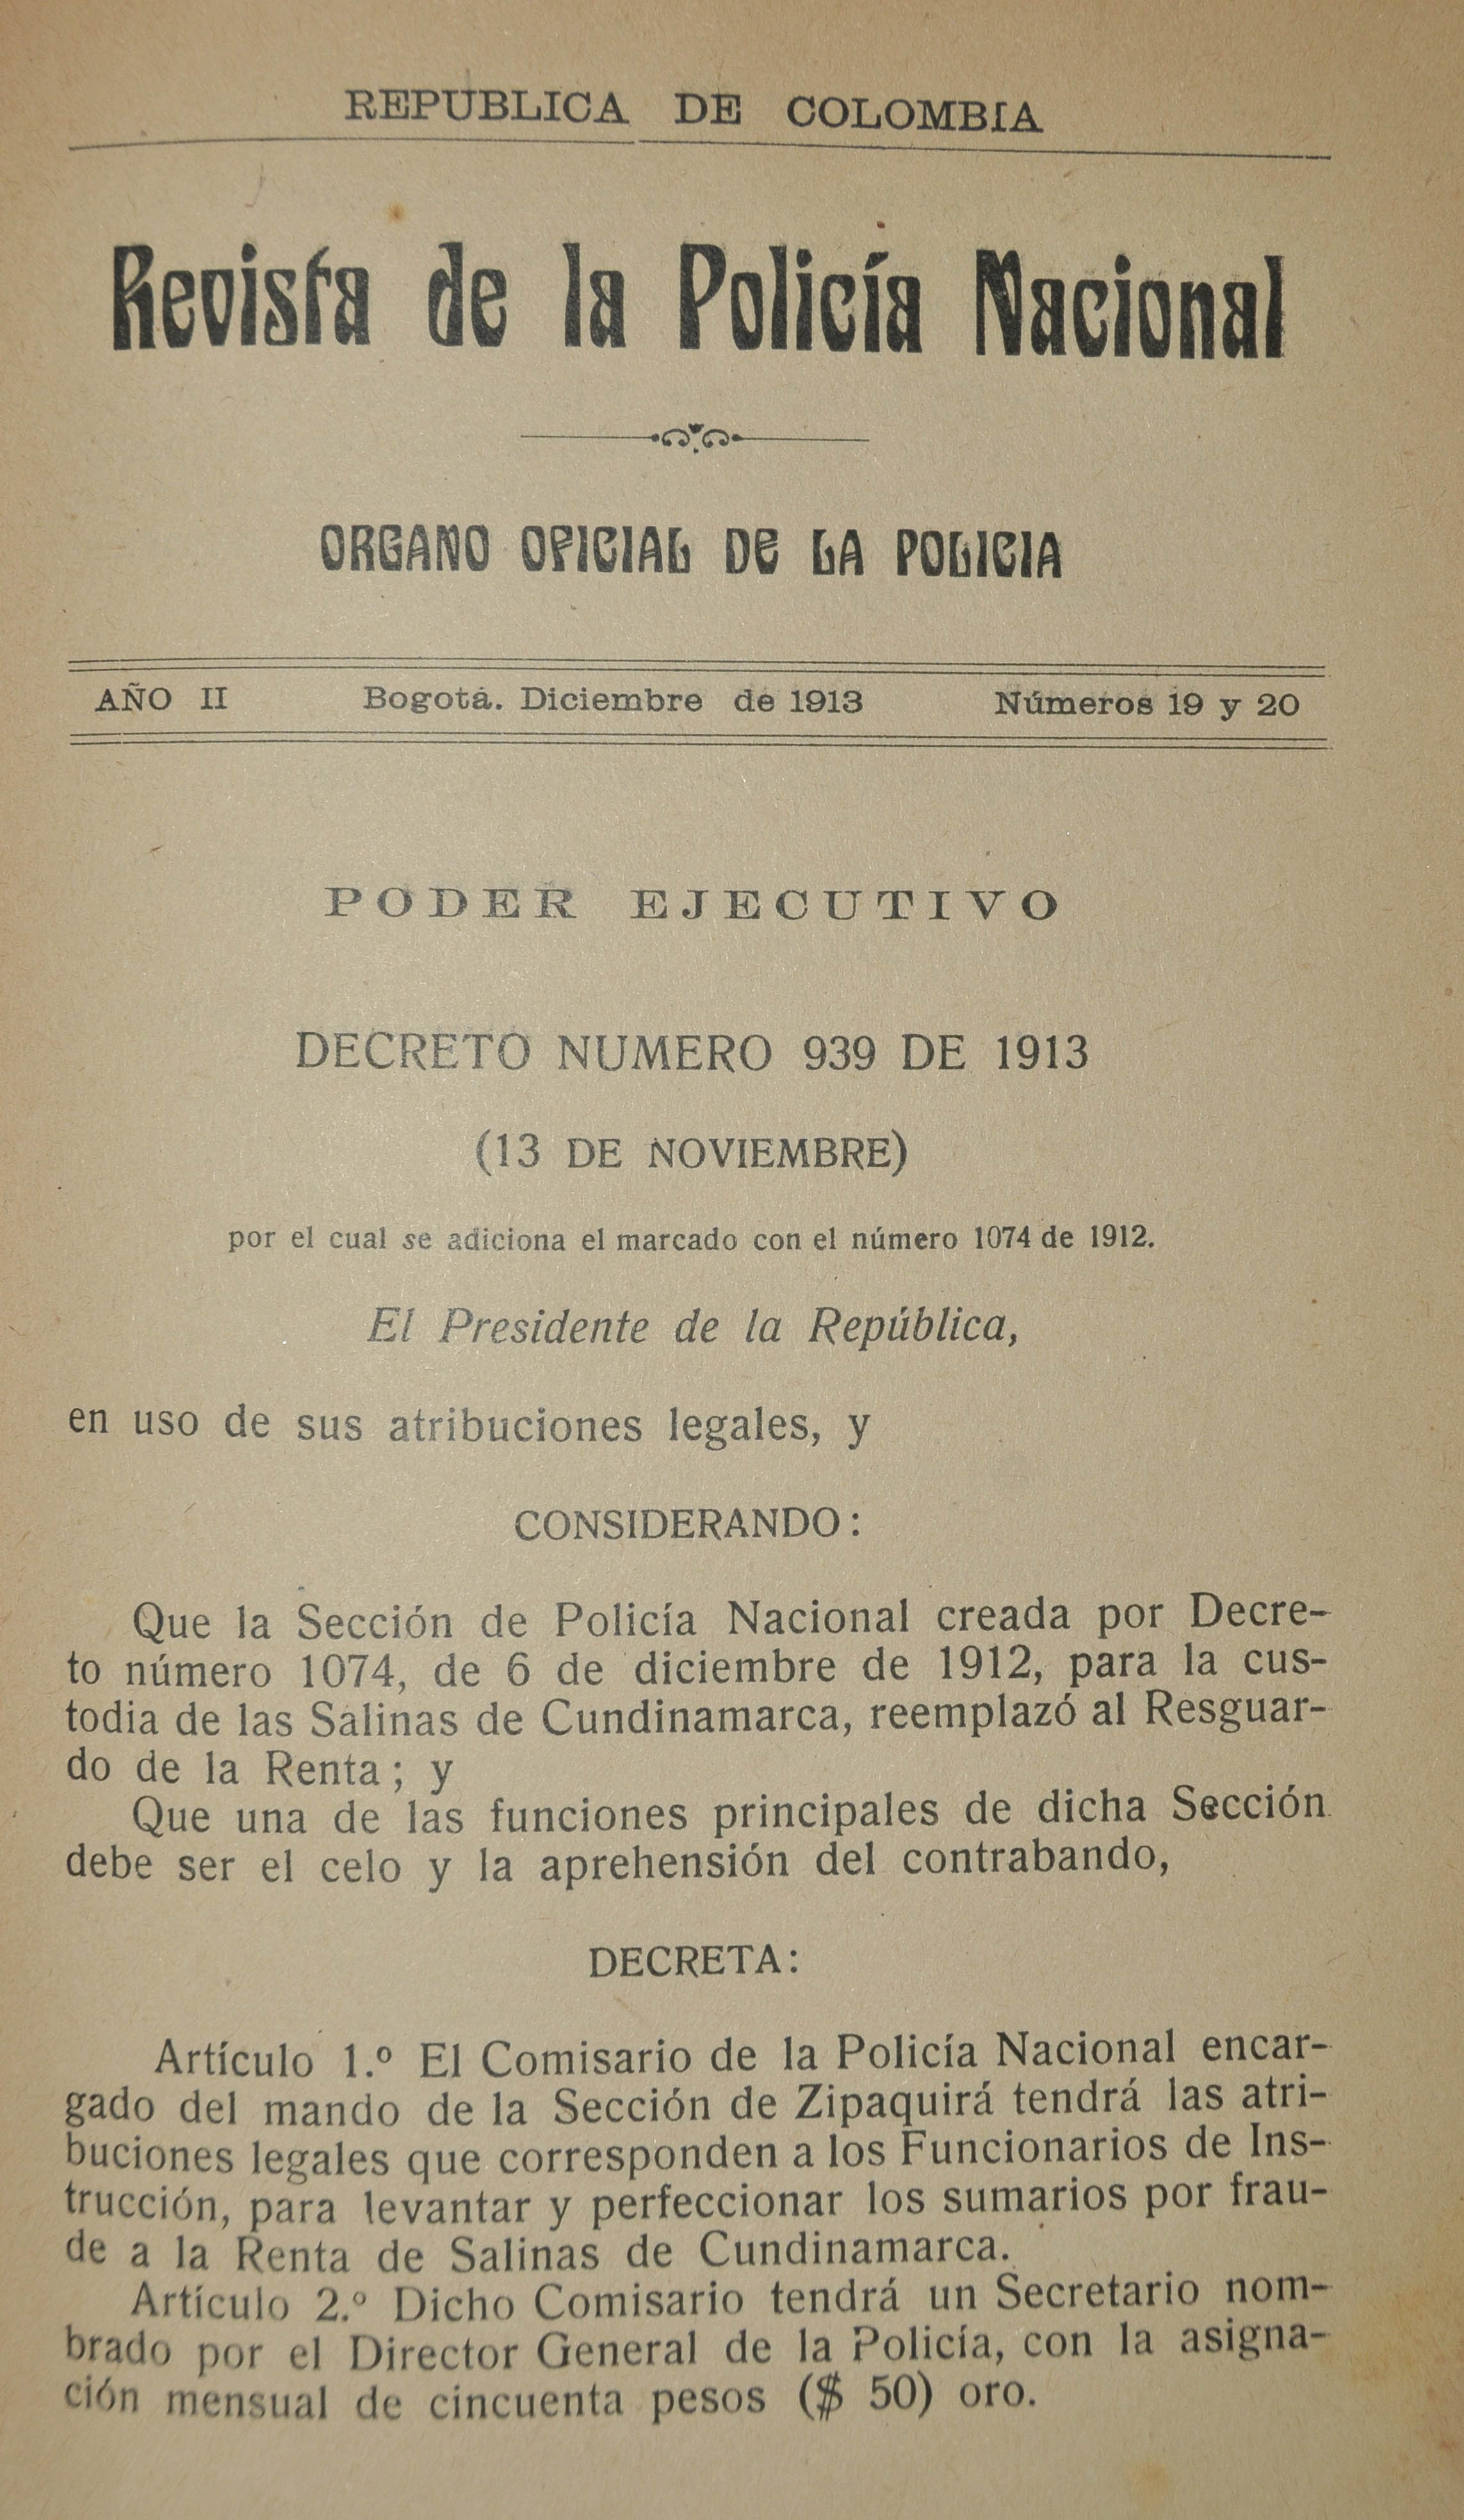 REPUBLICA DE COLOMBIA
Revista de la Policía Nacional
ORGANO OFICIAL DE LA POLICIA
AÑO II Bogotá. Diciembre de 1913 Números 19 y 20
PODER EJECUTIVO
DECRETO NUMERO 939 DE 1913
(13 DE NOVIEMBRE)
por el cual se adiciona el marcado con el número 1074 de 1912.
El Presidente de la República,
en uso de sus atribuciones legales, y
CONSIDERANDO:
Que la Sección de Policía Nacional creada por Decre-
to número 1074, de 6 de diciembre de 1912, para la cus-
todia de las Salinas de Cundinamarca, reemplazó al Resguar-
do de la Renta; y
Que una de las funciones principales de dicha Sección
debe ser el celo y la aprehensión del contrabando,
DECRETA:
Artículo 1.º El Comisario de la Policía Nacional encar-
gado del mando de la Sección de Zipaquirá tendrá las atri-
buciones legales que corresponden a los Funcionarios de Ins-
trucción, para levantar y perfeccionar los sumarios por frau-
de a la Renta de Salinas de Cundinamarca.
Artículo 2.º Dicho Comisario tendrá un Secretario nom-
brado por el Director General de la Policía, con la asigna-
ción mensual de cincuenta pesos ($ 50) oro.